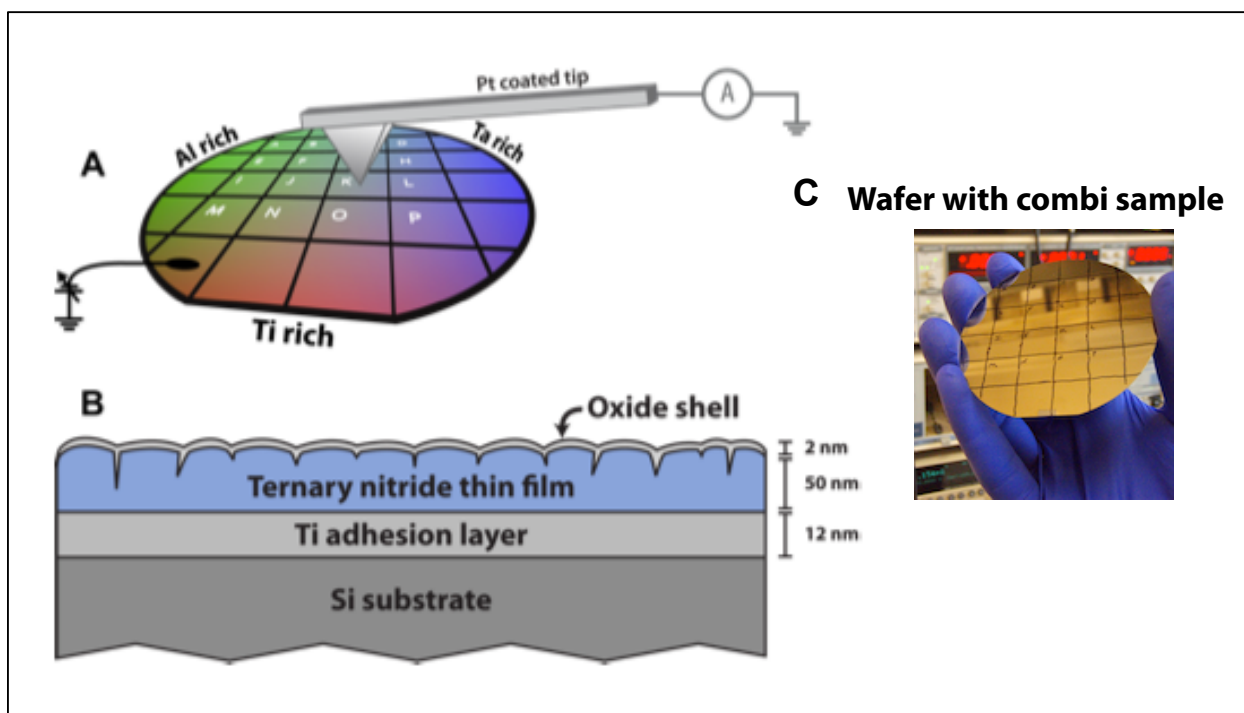 Pt coated tip
A
Al rich
Ta rich
A
D
E
F
H
I
J
K
L
M
N
O
P
Ti rich
C
Wafer with combi sample
B
Oxide shell
2 nm
Ternary nitride thin film
50 nm
Ti adhesion layer
12 nm
Si substrate